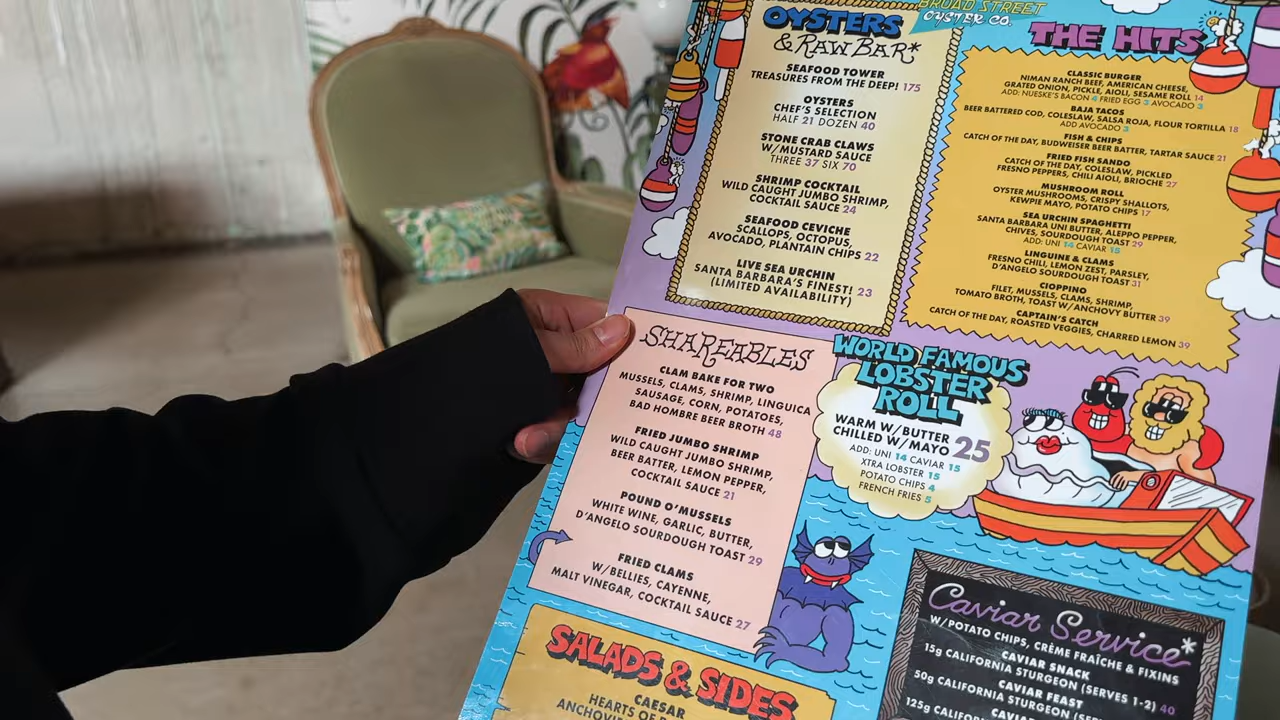 BROAD STREET
OYSTER CO.
OYSTERS
& RAW BAR*
SEAFOOD TOWER
TREASURES FROM THE DEEP! 175
OYSTERS
CHEF'S SELECTION
HALF 21 DOZEN 40
STONE CRAB CLAWS
W/MUSTARD SAUCE
THREE 37 SIX 70
SHRIMP COCKTAIL
WILD CAUGHT JUMBO SHRIMP,
COCKTAIL SAUCE 24
SEAFOOD CEVICHE
SCALLOPS, OCTOPUS,
AVOCADO, PLANTAIN CHIPS 22
LIVE SEA URCHIN
SANTA BARBARA'S FINEST! 23
(LIMITED AVAILABILITY)
THE HITS
CLASSIC BURGER
NIMAN RANCH BEEF, AMERICAN CHEESE,
GRATED ONION, PICKLE, AIOLI, SESAME ROLL 14
ADD: NUESKE'S BACON 4 FRIED EGG 3 AVOCADO 3
BAJA TACOS
BEER BATTERED COD, COLESLAW, SALSA ROJA, FLOUR TORTILLA 18
ADD AVOCADO 3
FISH & CHIPS
CATCH OF THE DAY, BUDWEISER BEER BATTER, TARTAR SAUCE 21
FRIED FISH SANDO
CATCH OF THE DAY, COLESLAW, PICKLED
FRESNO PEPPERS, CHILI AIOLI, BRIOCHE 27
MUSHROOM ROLL
OYSTER MUSHROOMS, CRISPY SHALLOTS,
KEWPIE MAYO, POTATO CHIPS 17
SEA URCHIN SPAGHETTI
SANTA BARBARA UNI BUTTER, ALEPPO PEPPER,
CHIVES, SOURDOUGH TOAST 29
ADD: UNI 14 CAVIAR 15
LINGUINE & CLAMS
FRESNO CHILI, LEMON ZEST, PARSLEY,
D'ANGELO SOURDOUGH TOAST 31
CIOPPINO
FILET, MUSSELS, CLAMS, SHRIMP,
TOMATO BROTH, TOAST W/ANCHOVY BUTTER 39
CAPTAIN'S CATCH
CATCH OF THE DAY, ROASTED VEGGIES, CHARRED LEMON 39
SHAREABLES
CLAM BAKE FOR TWO
MUSSELS, CLAMS, SHRIMP, LINGUICA
SAUSAGE, CORN, POTATOES,
BAD HOMBRE BEER BROTH 48
FRIED JUMBO SHRIMP
WILD CAUGHT JUMBO SHRIMP,
BEER BATTER, LEMON PEPPER,
COCKTAIL SAUCE 21
POUND O'MUSSELS
WHITE WINE, GARLIC, BUTTER,
D'ANGELO SOURDOUGH TOAST 29
FRIED CLAMS
W/BELLIES, CAYENNE,
MALT VINEGAR, COCKTAIL SAUCE 27
WORLD FAMOUS
LOBSTER
ROLL
WARM W/BUTTER
CHILLED W/MAYO 25
ADD: UNI 14 CAVIAR 15
XTRA LOBSTER 15
POTATO CHIPS 4
FRENCH FRIES 5
SALADS & SIDES
CAESAR
HEARTS OF
ANCHOVI
Caviar Service*
W/POTATO CHIPS, CRÈME FRAÎCHE & FIXINS
CAVIAR SNACK
15g CALIFORNIA STURGEON (SERVES 1-2) 40
CAVIAR FEAST
50g CALIFORNIA STURGEON (SER
125g CALIFOR